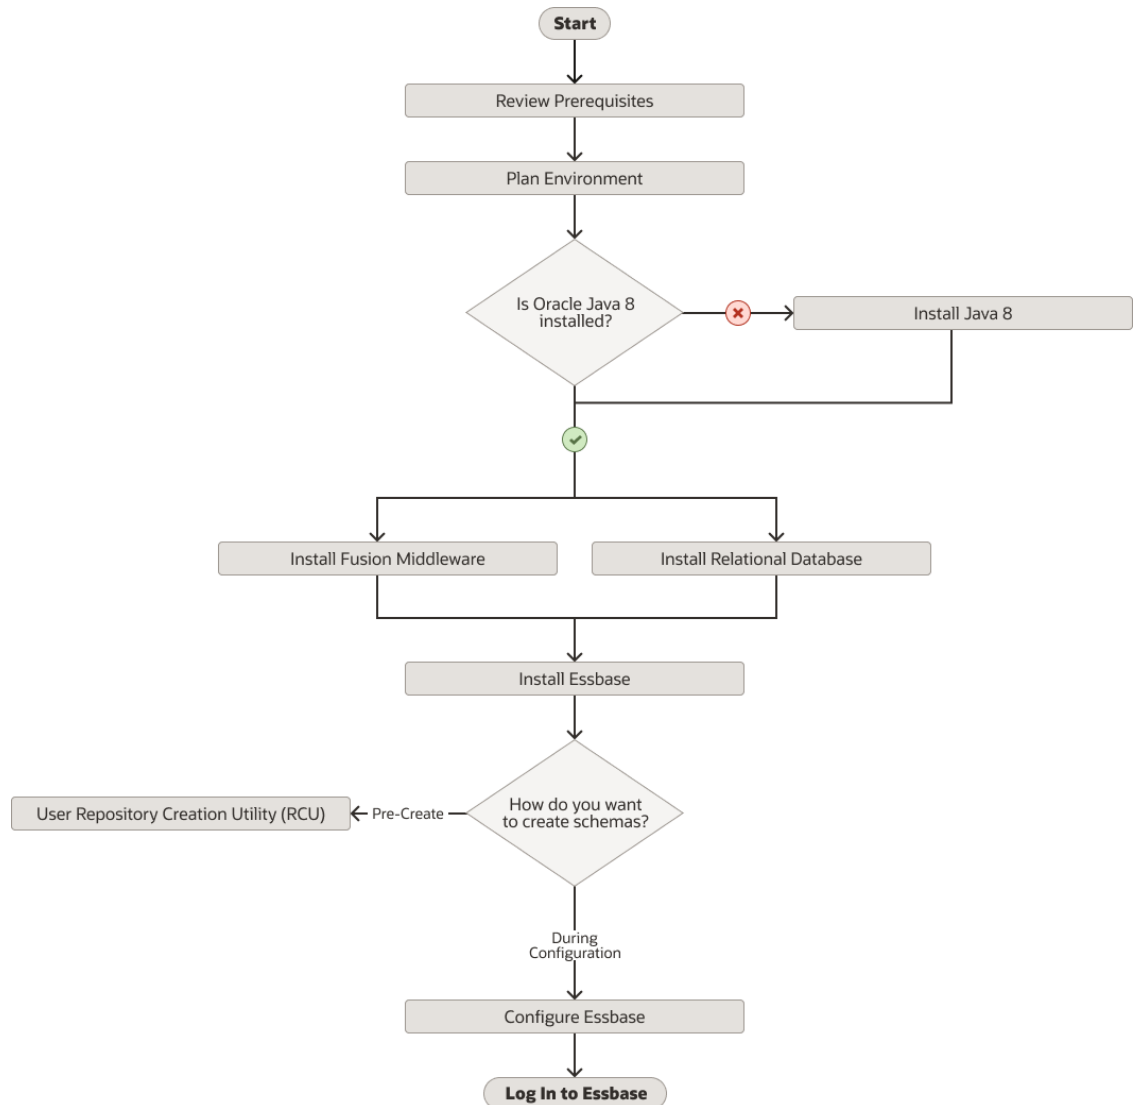 Start
Review Prerequisites
Plan Environment
Is Oracle Java 8
installed?
Install Java 8
Install Fusion Middleware
Install Relational Database
Install Essbase
How do you want
to create schemas?
Pre-Create
User Repository Creation Utility (RCU)
During
Configuration
Configure Essbase
Log In to Essbase